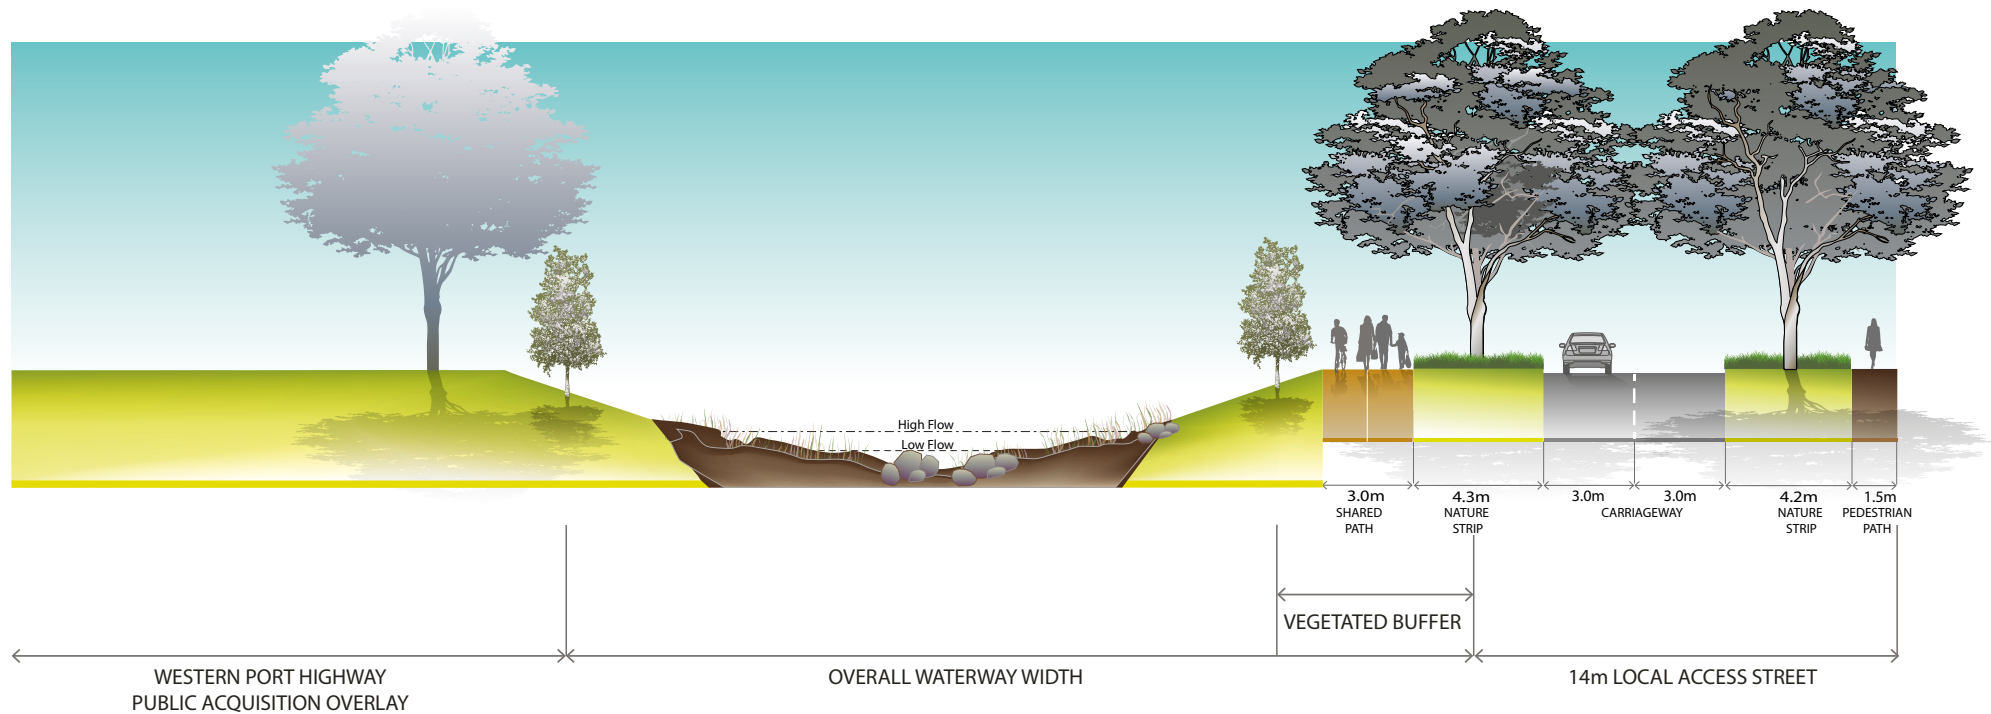 High Flow
Low Flow
3.0m
SHARED
PATH
4.3m
NATURE
STRIP
3.0m
3.0m
CARRIAGEWAY
4.2m
NATURE
STRIP
1.5m
PEDESTRIAN
PATH
VEGETATED BUFFER
WESTERN PORT HIGHWAY
PUBLIC ACQUISITION OVERLAY
OVERALL WATERWAY WIDTH
14m LOCAL ACCESS STREET